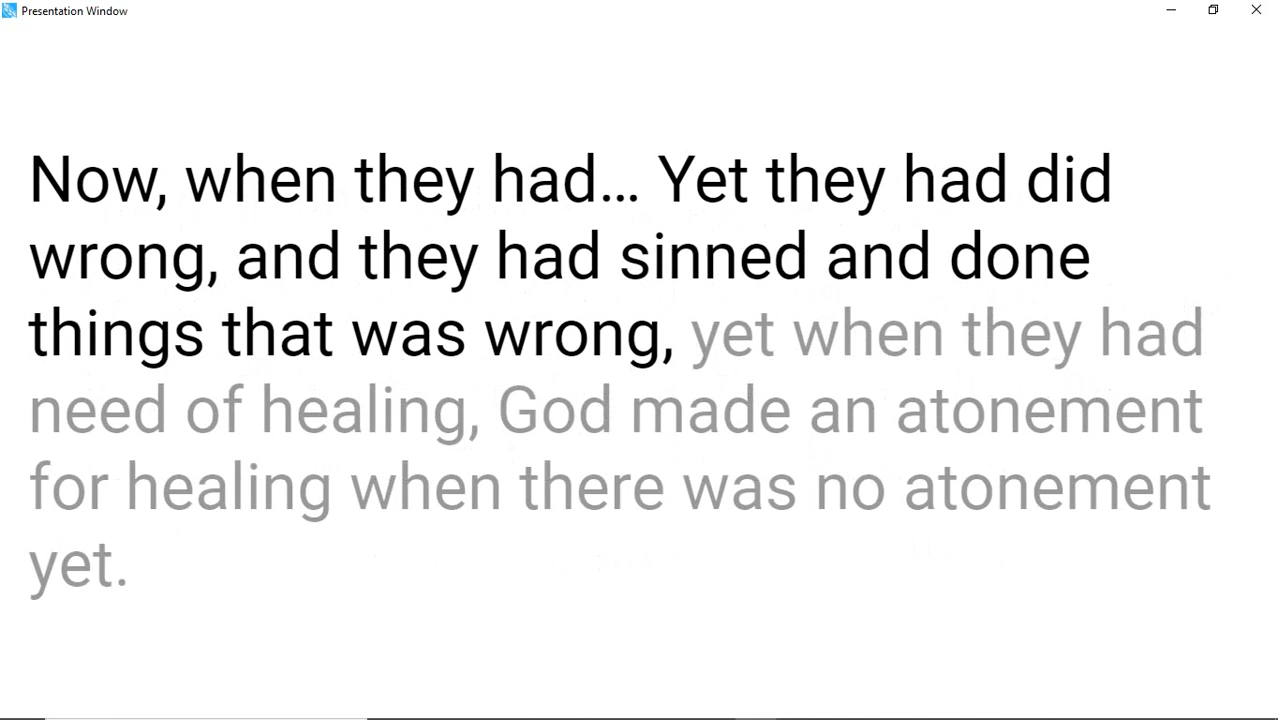 Presentation Window
Now, when they had... Yet they had did
wrong, and they had sinned and done
things that was wrong, yet when they had
need of healing, God made an atonement
for healing when there was no atonement
yet.